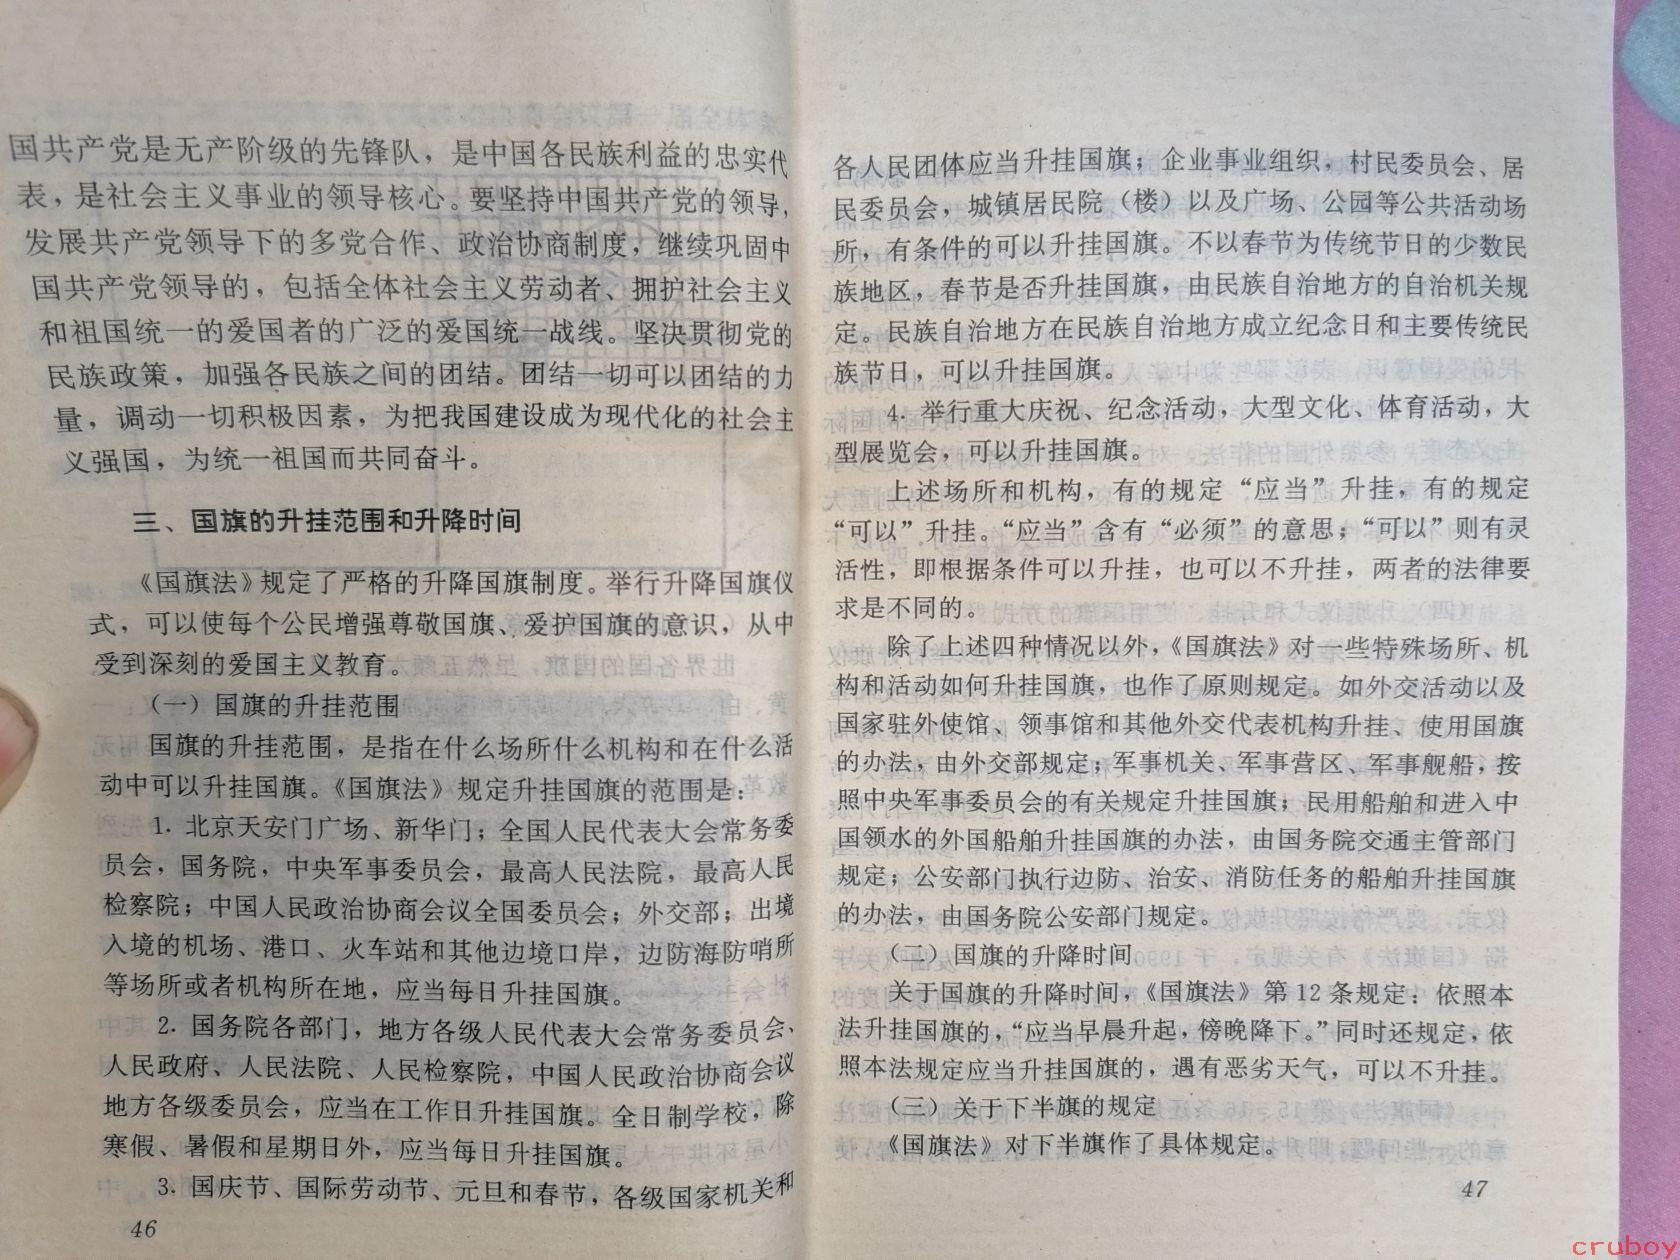 国共产党是无产阶级的先锋队，是中国各民族利益的忠实代
表，是社会主义事业的领导核心。要坚持中国共产党的领导，
发展共产党领导下的多党合作、政治协商制度，继续巩固中
国共产党领导的，包括全体社会主义劳动者、拥护社会主义
和祖国统一的爱国者的广泛的爱国统一战线。坚决贯彻党的
民族政策，加强各民族之间的团结。团结一切可以团结的力
量，调动一切积极因素，为把我国建设成为现代化的社会主
义强国，为统一祖国而共同奋斗。
三、国旗的升挂范围和升降时间
《国旗法》规定了严格的升降国旗制度。举行升降国旗仪
式，可以使每个公民增强尊敬国旗、爱护国旗的意识，从中
受到深刻的爱国主义教育。
（一）国旗的升挂范围
国旗的升挂范围，是指在什么场所什么机构和在什么活
动中可以升挂国旗。《国旗法》规定升挂国旗的范围是：
1. 北京天安门广场、新华门；全国人民代表大会常务委
员会，国务院，中央军事委员会，最高人民法院，最高人民
检察院；中国人民政治协商会议全国委员会；外交部；出境
入境的机场、港口、火车站和其他边境口岸，边防海防哨所
等场所或者机构所在地，应当每日升挂国旗。
2. 国务院各部门，地方各级人民代表大会常务委员会、
人民政府、人民法院、人民检察院，中国人民政治协商会议
地方各级委员会，应当在工作日升挂国旗。全日制学校，除
寒假、暑假和星期日外，应当每日升挂国旗。
3. 国庆节、国际劳动节、元旦和春节，各级国家机关和
46
各人民团体应当升挂国旗；企业事业组织，村民委员会、居
民委员会，城镇居民院（楼）以及广场、公园等公共活动场
所，有条件的可以升挂国旗。不以春节为传统节日的少数民
族地区，春节是否升挂国旗，由民族自治地方的自治机关规
定。民族自治地方在民族自治地方成立纪念日和主要传统民
族节日，可以升挂国旗。
4. 举行重大庆祝、纪念活动，大型文化、体育活动，大
型展览会，可以升挂国旗。
上述场所和机构，有的规定“应当”升挂，有的规定
“可以”升挂。“应当”含有“必须”的意思；“可以”则有灵
活性，即根据条件可以升挂，也可以不升挂，两者的法律要
求是不同的。
除了上述四种情况以外，《国旗法》对一些特殊场所、机
构和活动如何升挂国旗，也作了原则规定。如外交活动以及
国家驻外使馆、领事馆和其他外交代表机构升挂、使用国旗
的办法，由外交部规定；军事机关、军事营区、军事舰船，按
照中央军事委员会的有关规定升挂国旗；民用船舶和进入中
国领水的外国船舶升挂国旗的办法，由国务院交通主管部门
规定；公安部门执行边防、治安、消防任务的船舶升挂国旗
的办法，由国务院公安部门规定。
（二）国旗的升降时间
关于国旗的升降时间，《国旗法》第 12 条规定：依照本
法升挂国旗的，“应当早晨升起，傍晚降下。”同时还规定，依
照本法规定应当升挂国旗的，遇有恶劣天气，可以不升挂。
（三）关于下半旗的规定
《国旗法》对下半旗作了具体规定。
47
cruboy